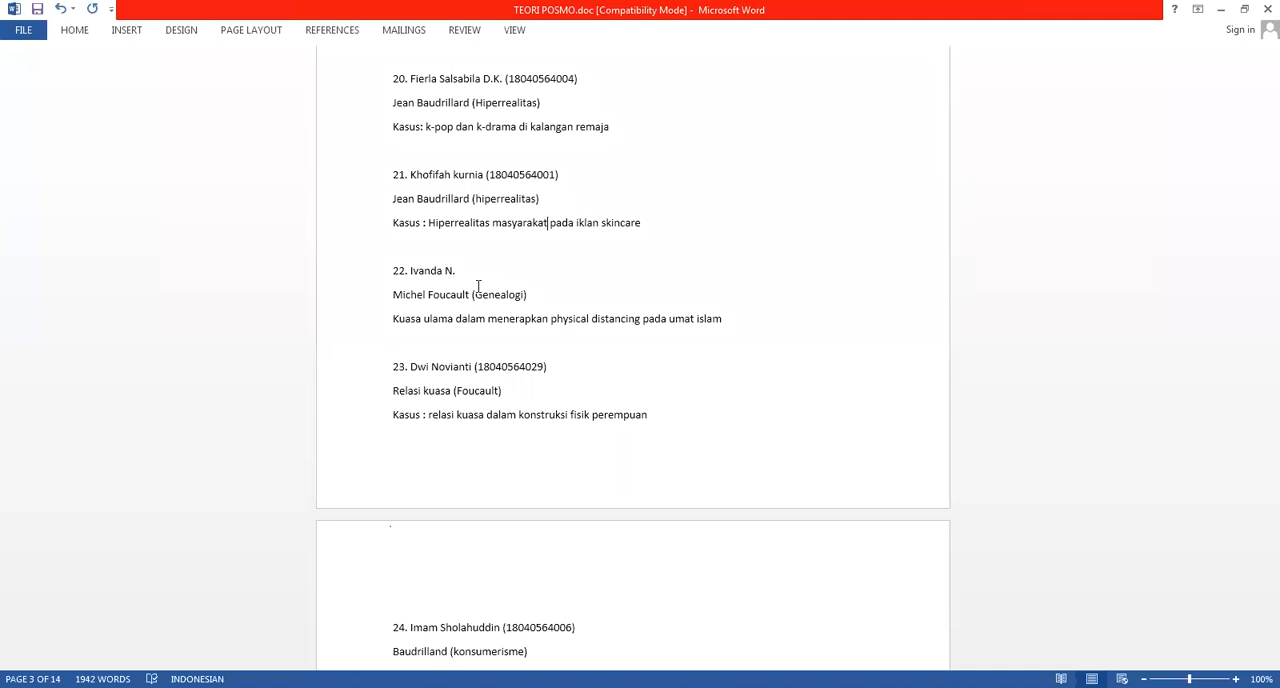 TEORI POSMO.doc [Compatibility Mode] - Microsoft Word
FILE HOME INSERT DESIGN PAGE LAYOUT REFERENCES MAILINGS REVIEW VIEW Sign in
20. Fierla Salsabila D.K. (18040564004)
Jean Baudrillard (Hiperrealitas)
Kasus: k-pop dan k-drama di kalangan remaja
21. Khofifah kurnia (18040564001)
Jean Baudrillard (hiperrealitas)
Kasus : Hiperrealitas masyarakat pada iklan skincare
22. Ivanda N.
Michel Foucault (Genealogi)
Kuasa ulama dalam menerapkan physical distancing pada umat islam
23. Dwi Novianti (18040564029)
Relasi kuasa (Foucault)
Kasus : relasi kuasa dalam konstruksi fisik perempuan
24. Imam Sholahuddin (18040564006)
Baudrilland (konsumerisme)
PAGE 3 OF 14 1942 WORDS INDONESIAN 100%